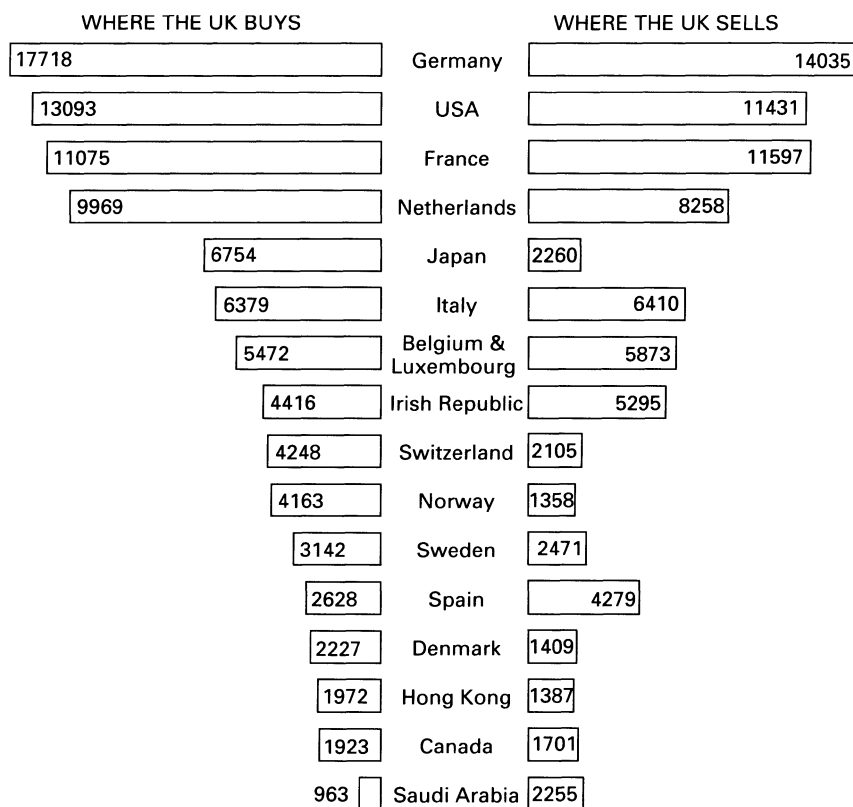 WHERE THE UK BUYS WHERE THE UK SELLS
17718 Germany 14035
13093 USA 11431
11075 France 11597
9969 Netherlands 8258
6754 Japan 2260
6379 Italy 6410
5472 Belgium & Luxembourg 5873
4416 Irish Republic 5295
4248 Switzerland 2105
4163 Norway 1358
3142 Sweden 2471
2628 Spain 4279
2227 Denmark 1409
1972 Hong Kong 1387
1923 Canada 1701
963 Saudi Arabia 2255